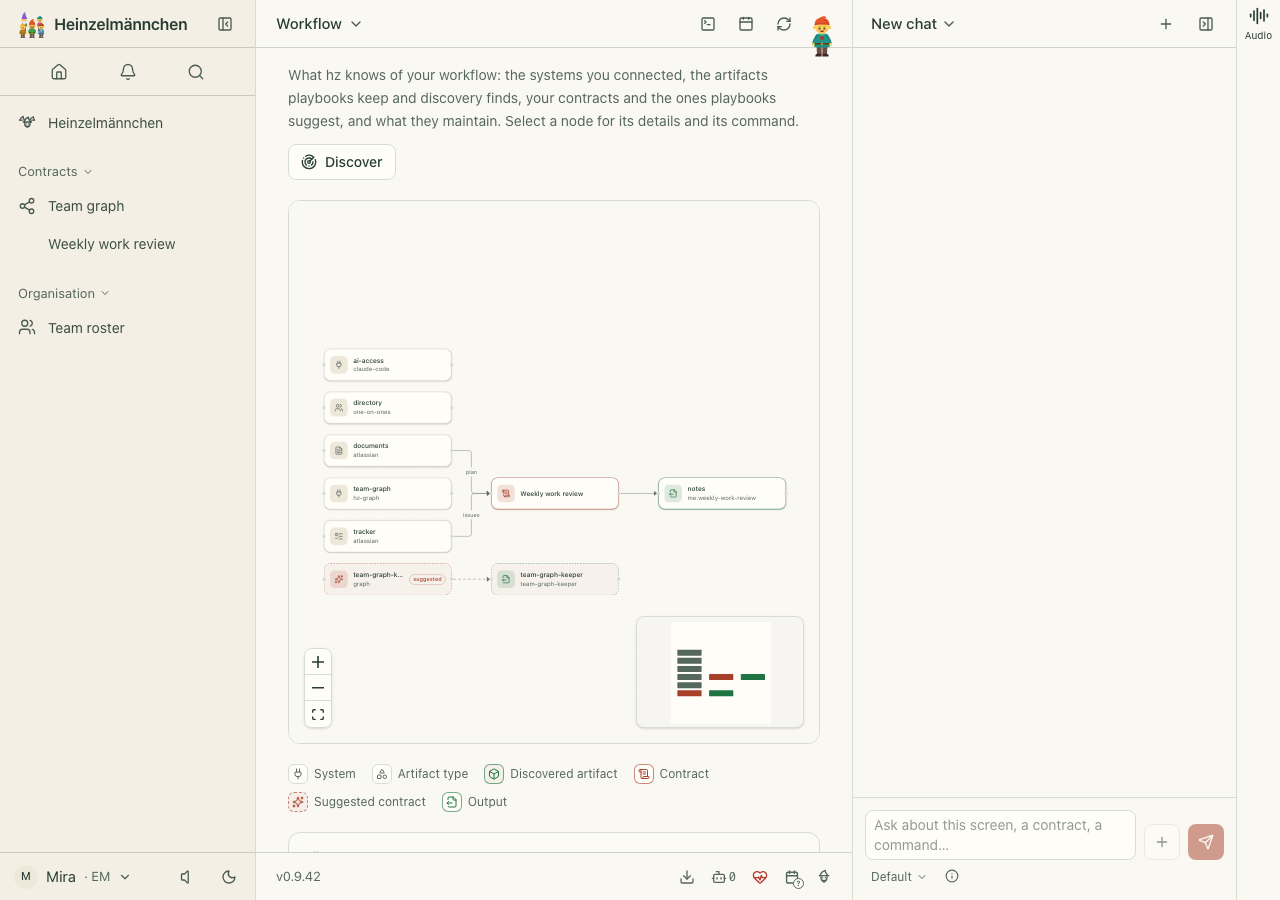 Heinzelmännchen
Heinzelmännchen
Contracts
Team graph
Weekly work review
Organisation
Team roster
M
Mira · EM
Workflow
What hz knows of your workflow: the systems you connected, the artifacts
playbooks keep and discovery finds, your contracts and the ones playbooks
suggest, and what they maintain. Select a node for its details and its command.
Discover
ai-access
claude-code
directory
one-on-ones
documents
atlassian
plan
team-graph
hz-graph
Weekly work review
notes
me:weekly-work-review
issues
tracker
atlassian
team-graph-k...
graph
suggested
team-graph-keeper
team-graph-keeper
System
Artifact type
Discovered artifact
Contract
Suggested contract
Output
v0.9.42
0
?
New chat
Ask about this screen, a contract, a
command...
Default
Audio